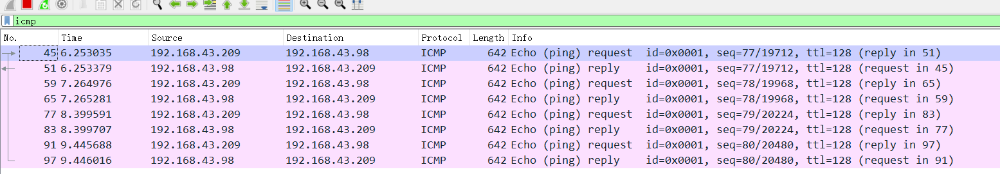 icmp
No. Time Source Destination Protocol Length Info
45 6.253035 192.168.43.209 192.168.43.98 ICMP 642 Echo (ping) request id=0x0001, seq=77/19712, ttl=128 (reply in 51)
51 6.253379 192.168.43.98 192.168.43.209 ICMP 642 Echo (ping) reply id=0x0001, seq=77/19712, ttl=128 (request in 45)
59 7.264976 192.168.43.209 192.168.43.98 ICMP 642 Echo (ping) request id=0x0001, seq=78/19968, ttl=128 (reply in 65)
65 7.265281 192.168.43.98 192.168.43.209 ICMP 642 Echo (ping) reply id=0x0001, seq=78/19968, ttl=128 (request in 59)
77 8.399591 192.168.43.209 192.168.43.98 ICMP 642 Echo (ping) request id=0x0001, seq=79/20224, ttl=128 (reply in 83)
83 8.399707 192.168.43.98 192.168.43.209 ICMP 642 Echo (ping) reply id=0x0001, seq=79/20224, ttl=128 (request in 77)
91 9.445688 192.168.43.209 192.168.43.98 ICMP 642 Echo (ping) request id=0x0001, seq=80/20480, ttl=128 (reply in 97)
97 9.446016 192.168.43.98 192.168.43.209 ICMP 642 Echo (ping) reply id=0x0001, seq=80/20480, ttl=128 (request in 91)